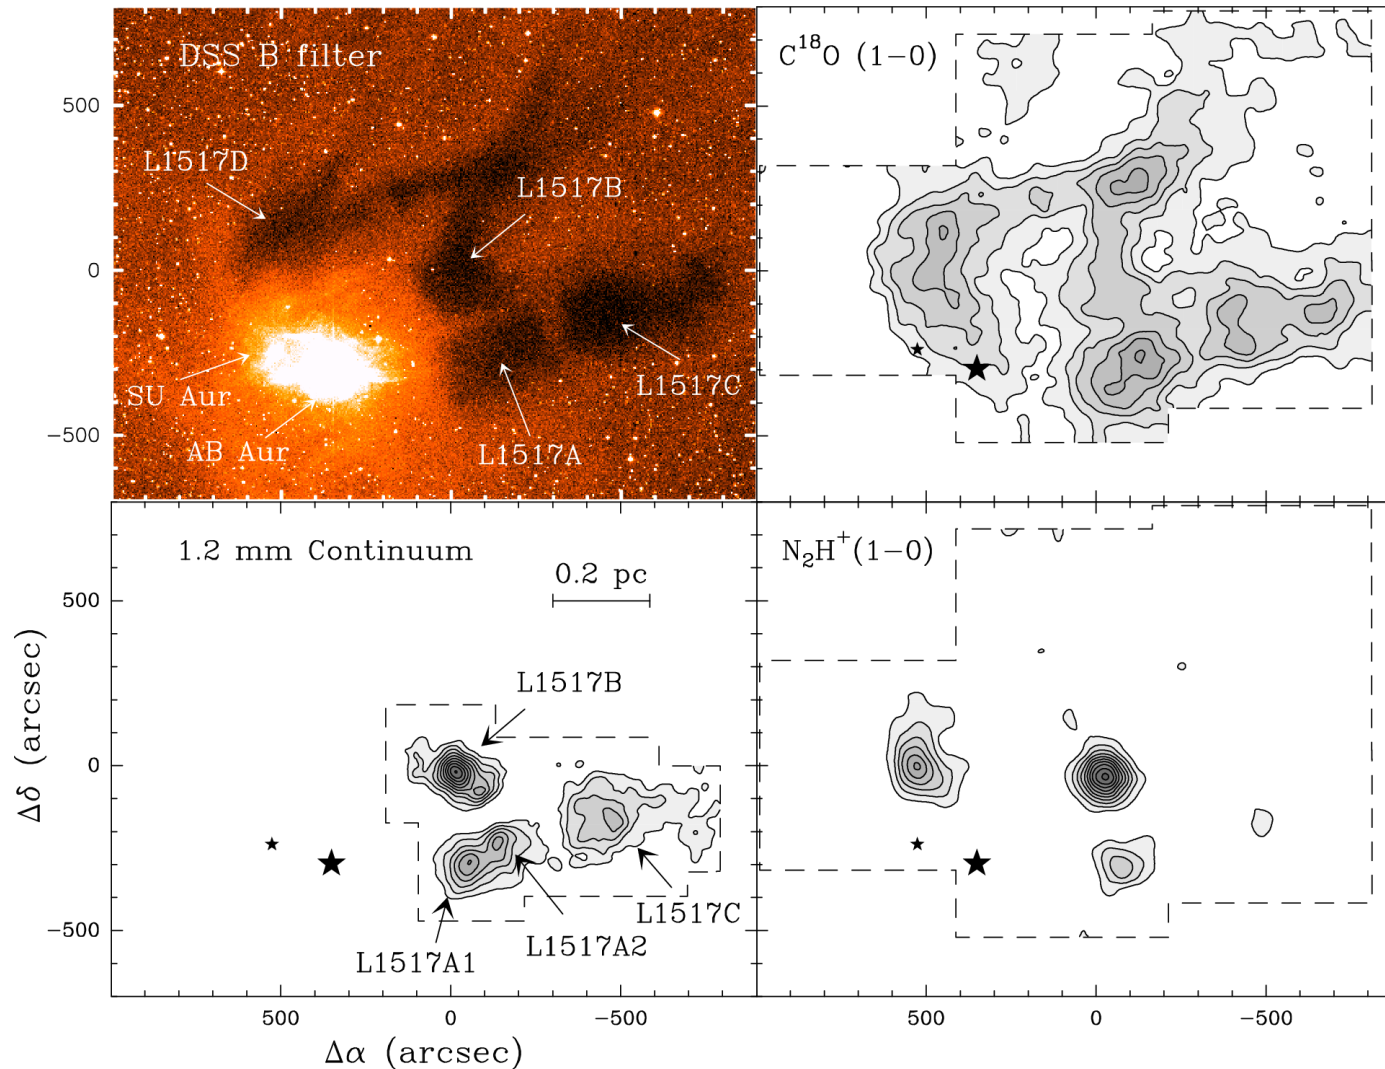 DSS B filter
C¹⁸O (1−0)
500
L1517D
L1517B
0
SU Aur
L1517C
AB Aur
L1517A
−500
1.2 mm Continuum
N₂H⁺(1−0)
0.2 pc
500
L1517B
0
L1517C
L1517A2
L1517A1
−500
Δδ (arcsec)
500 0 −500
500 0 −500
Δα (arcsec)